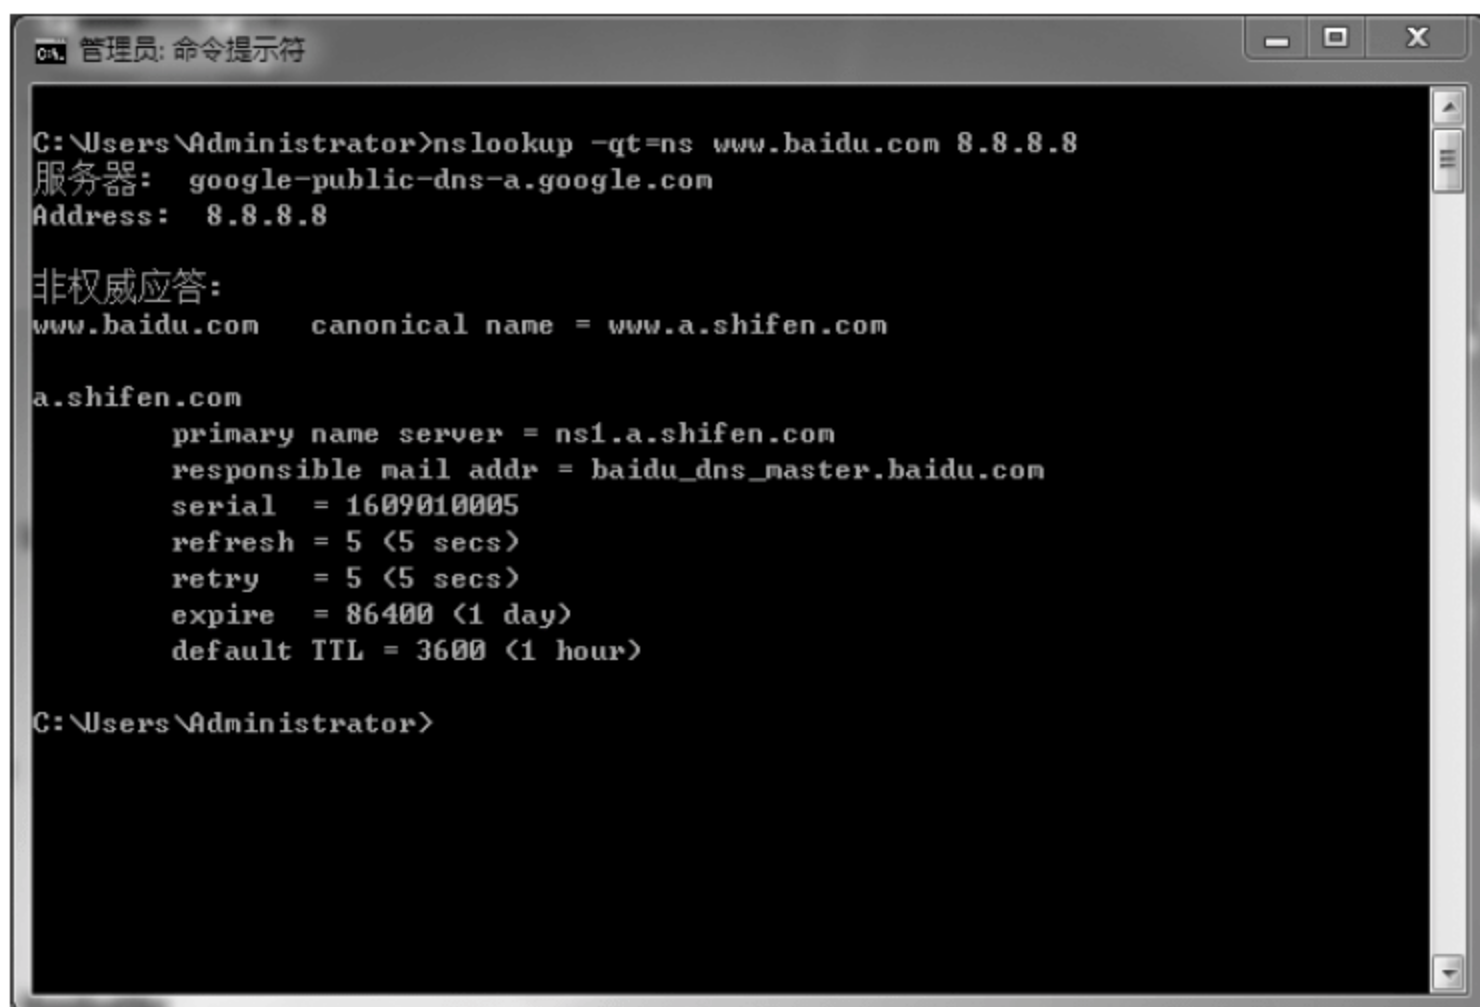 管理员: 命令提示符
C:\Users\Administrator>nslookup -qt=ns www.baidu.com 8.8.8.8
服务器:  google-public-dns-a.google.com
Address:  8.8.8.8
非权威应答:
www.baidu.com   canonical name = www.a.shifen.com
a.shifen.com
        primary name server = ns1.a.shifen.com
        responsible mail addr = baidu_dns_master.baidu.com
        serial  = 1609010005
        refresh = 5 (5 secs)
        retry   = 5 (5 secs)
        expire  = 86400 (1 day)
        default TTL = 3600 (1 hour)
C:\Users\Administrator>